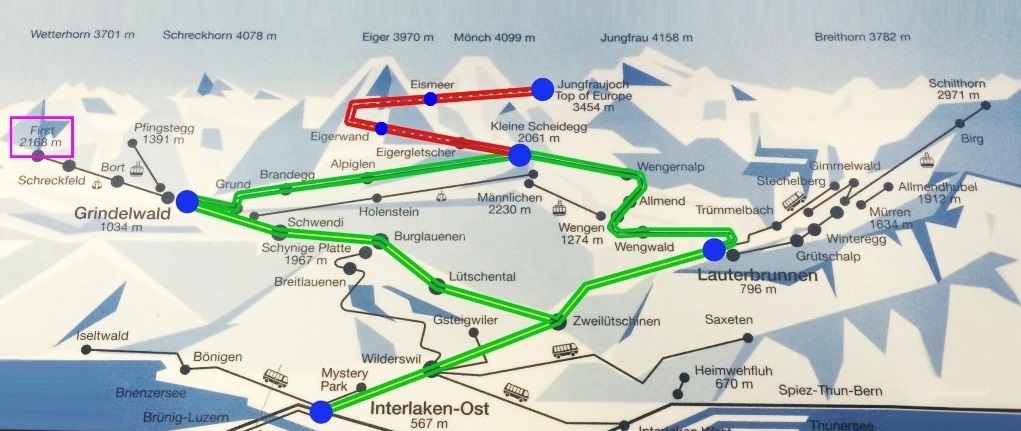 Wetterhorn 3701 m
Schreckhorn 4078 m
Eiger 3970 m
Mönch 4099 m
Jungfrau 4158 m
Breithorn 3782 m
Eismeer
Jungfraujoch
Top of Europe
3454 m
Schilthorn
2971 m
First
2168 m
Pfingstegg
1391 m
Eigerwand
Kleine Scheidegg
2061 m
Birg
Eigergletscher
Alpiglen
Bort
Schreckfeld
Brandegg
Grund
Wengernalp
Gimmelwald
Stechelberg
Allmendhubel
1912 m
Grindelwald
1034 m
Holenstein
Männlichen
2230 m
Allmend
Trümmelbach
Mürren
1634 m
Schwendi
Wengen
1274 m
Wengwald
Winteregg
Grütschalp
Schynige Platte
1967 m
Burglauenen
Breitlauenen
Lütschental
Lauterbrunnen
796 m
Gsteigwiler
Zweilütschinen
Saxeten
Iseltwald
Bönigen
Wilderswil
Mystery
Park
Heimwehfluh
670 m
Brienzersee
Brünig-Luzern
Interlaken-Ost
567 m
Spiez-Thun-Bern
Interlaken West
Thunersee